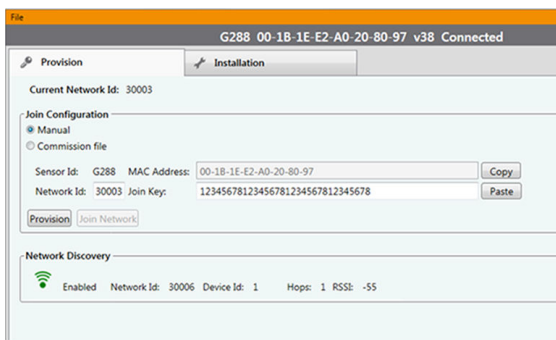 File
G288 00-1B-1E-E2-A0-20-80-97 v38 Connected
Provision Installation
Current Network Id: 30003
Join Configuration
Manual
Commission file
Sensor Id: G288 MAC Address: 00-1B-1E-E2-A0-20-80-97 Copy
Network Id: 30003 Join Key: 12345678123456781234567812345678 Paste
Provision Join Network
Network Discovery
Enabled Network Id: 30006 Device Id: 1 Hops: 1 RSSI: -55